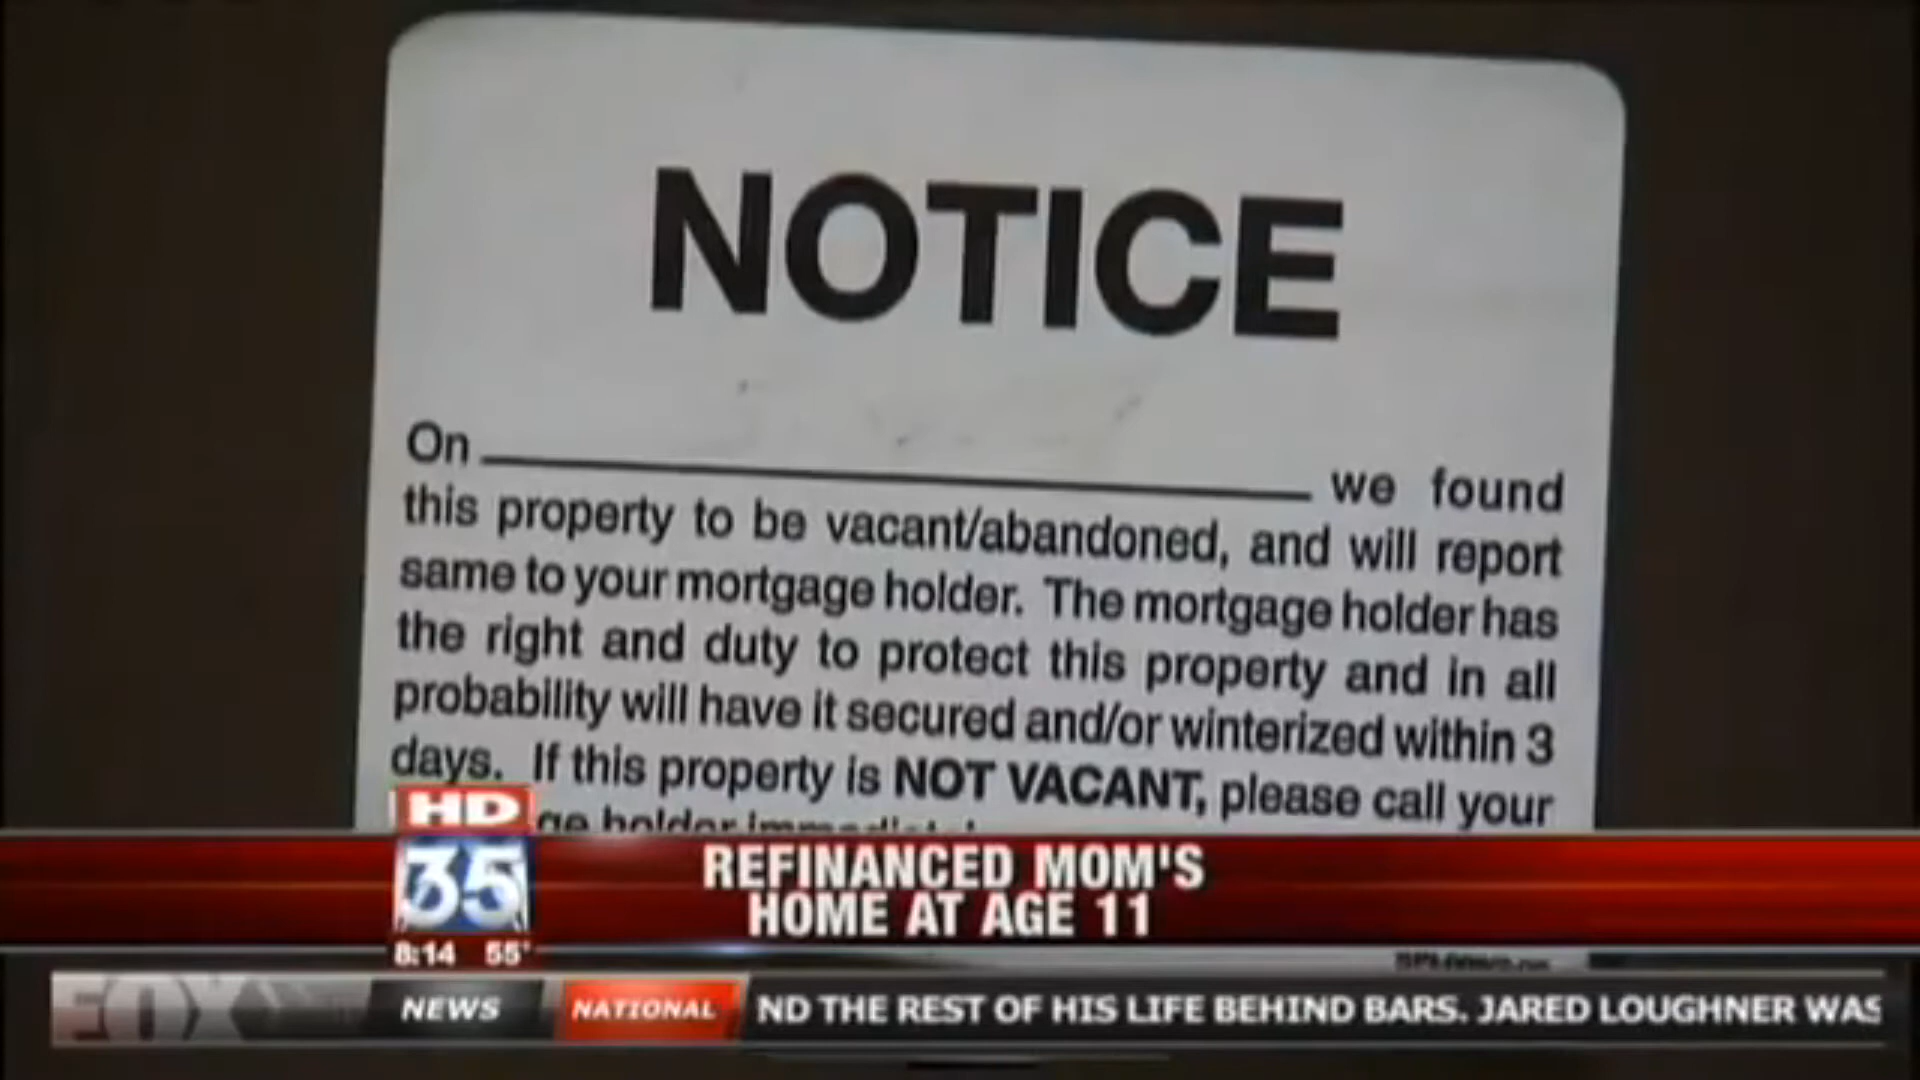 NOTICE
On we found
this property to be vacant/abandoned, and will report
same to your mortgage holder. The mortgage holder has
the right and duty to protect this property and in all
probability will have it secured and/or winterized within 3
days. If this property is NOT VACANT, please call your
holder
HD
35
8:14 55°
REFINANCED MOM'S
HOME AT AGE 11
FOX NEWS NATIONAL ND THE REST OF HIS LIFE BEHIND BARS. JARED LOUGHNER WAS